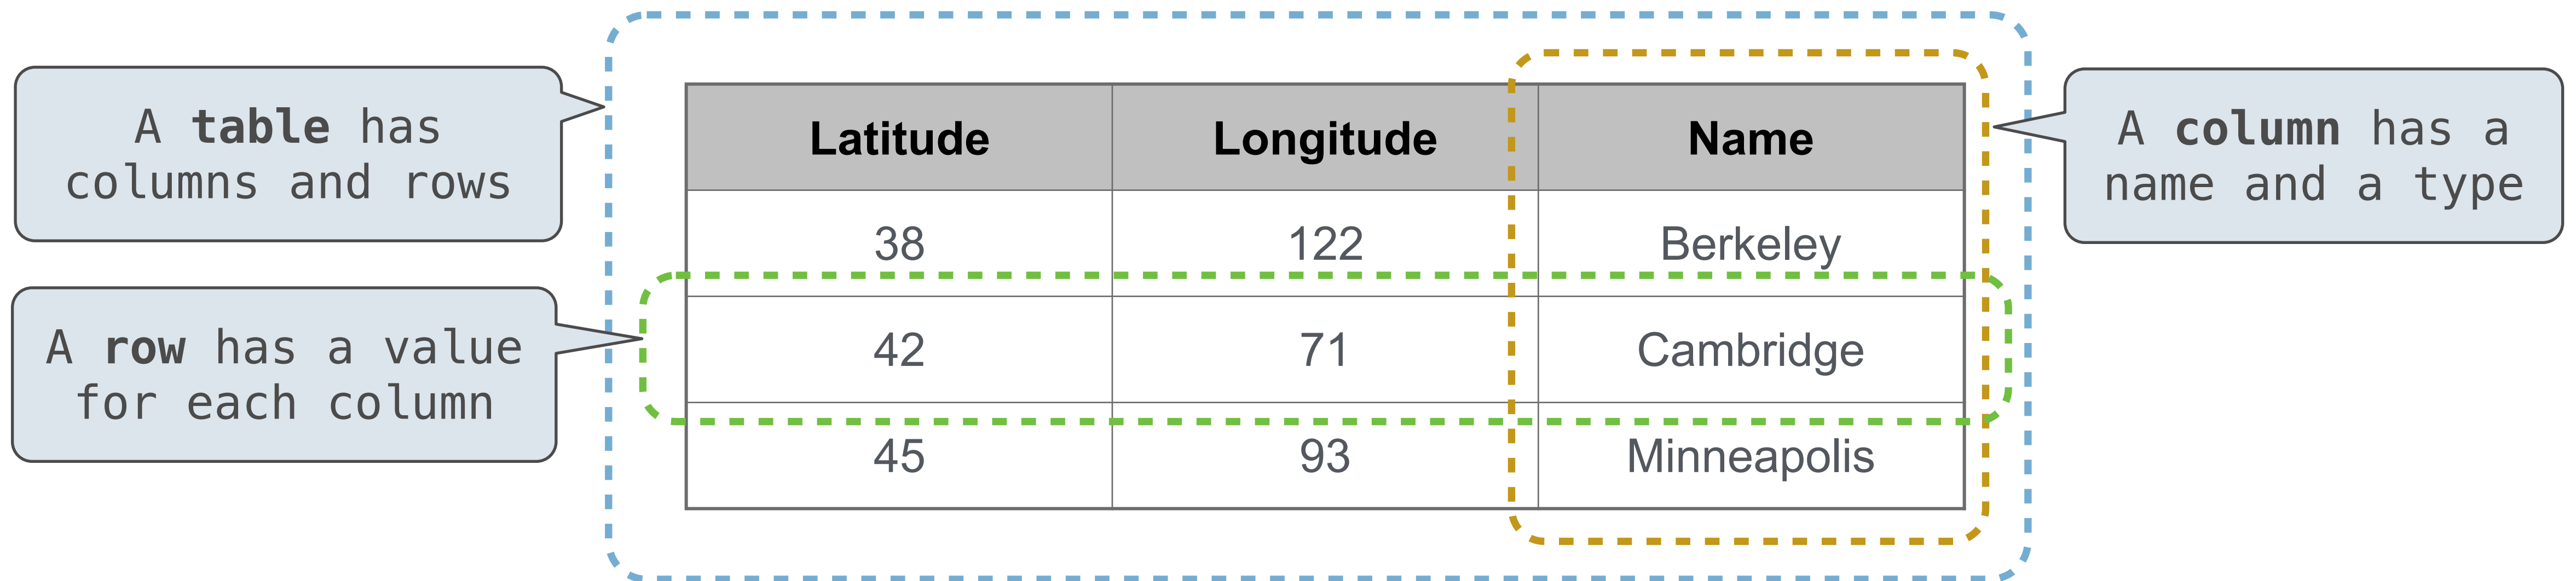 A table has
columns and rows
A row has a value
for each column
Latitude Longitude Name
38 122 Berkeley
42 71 Cambridge
45 93 Minneapolis
A column has a
name and a type